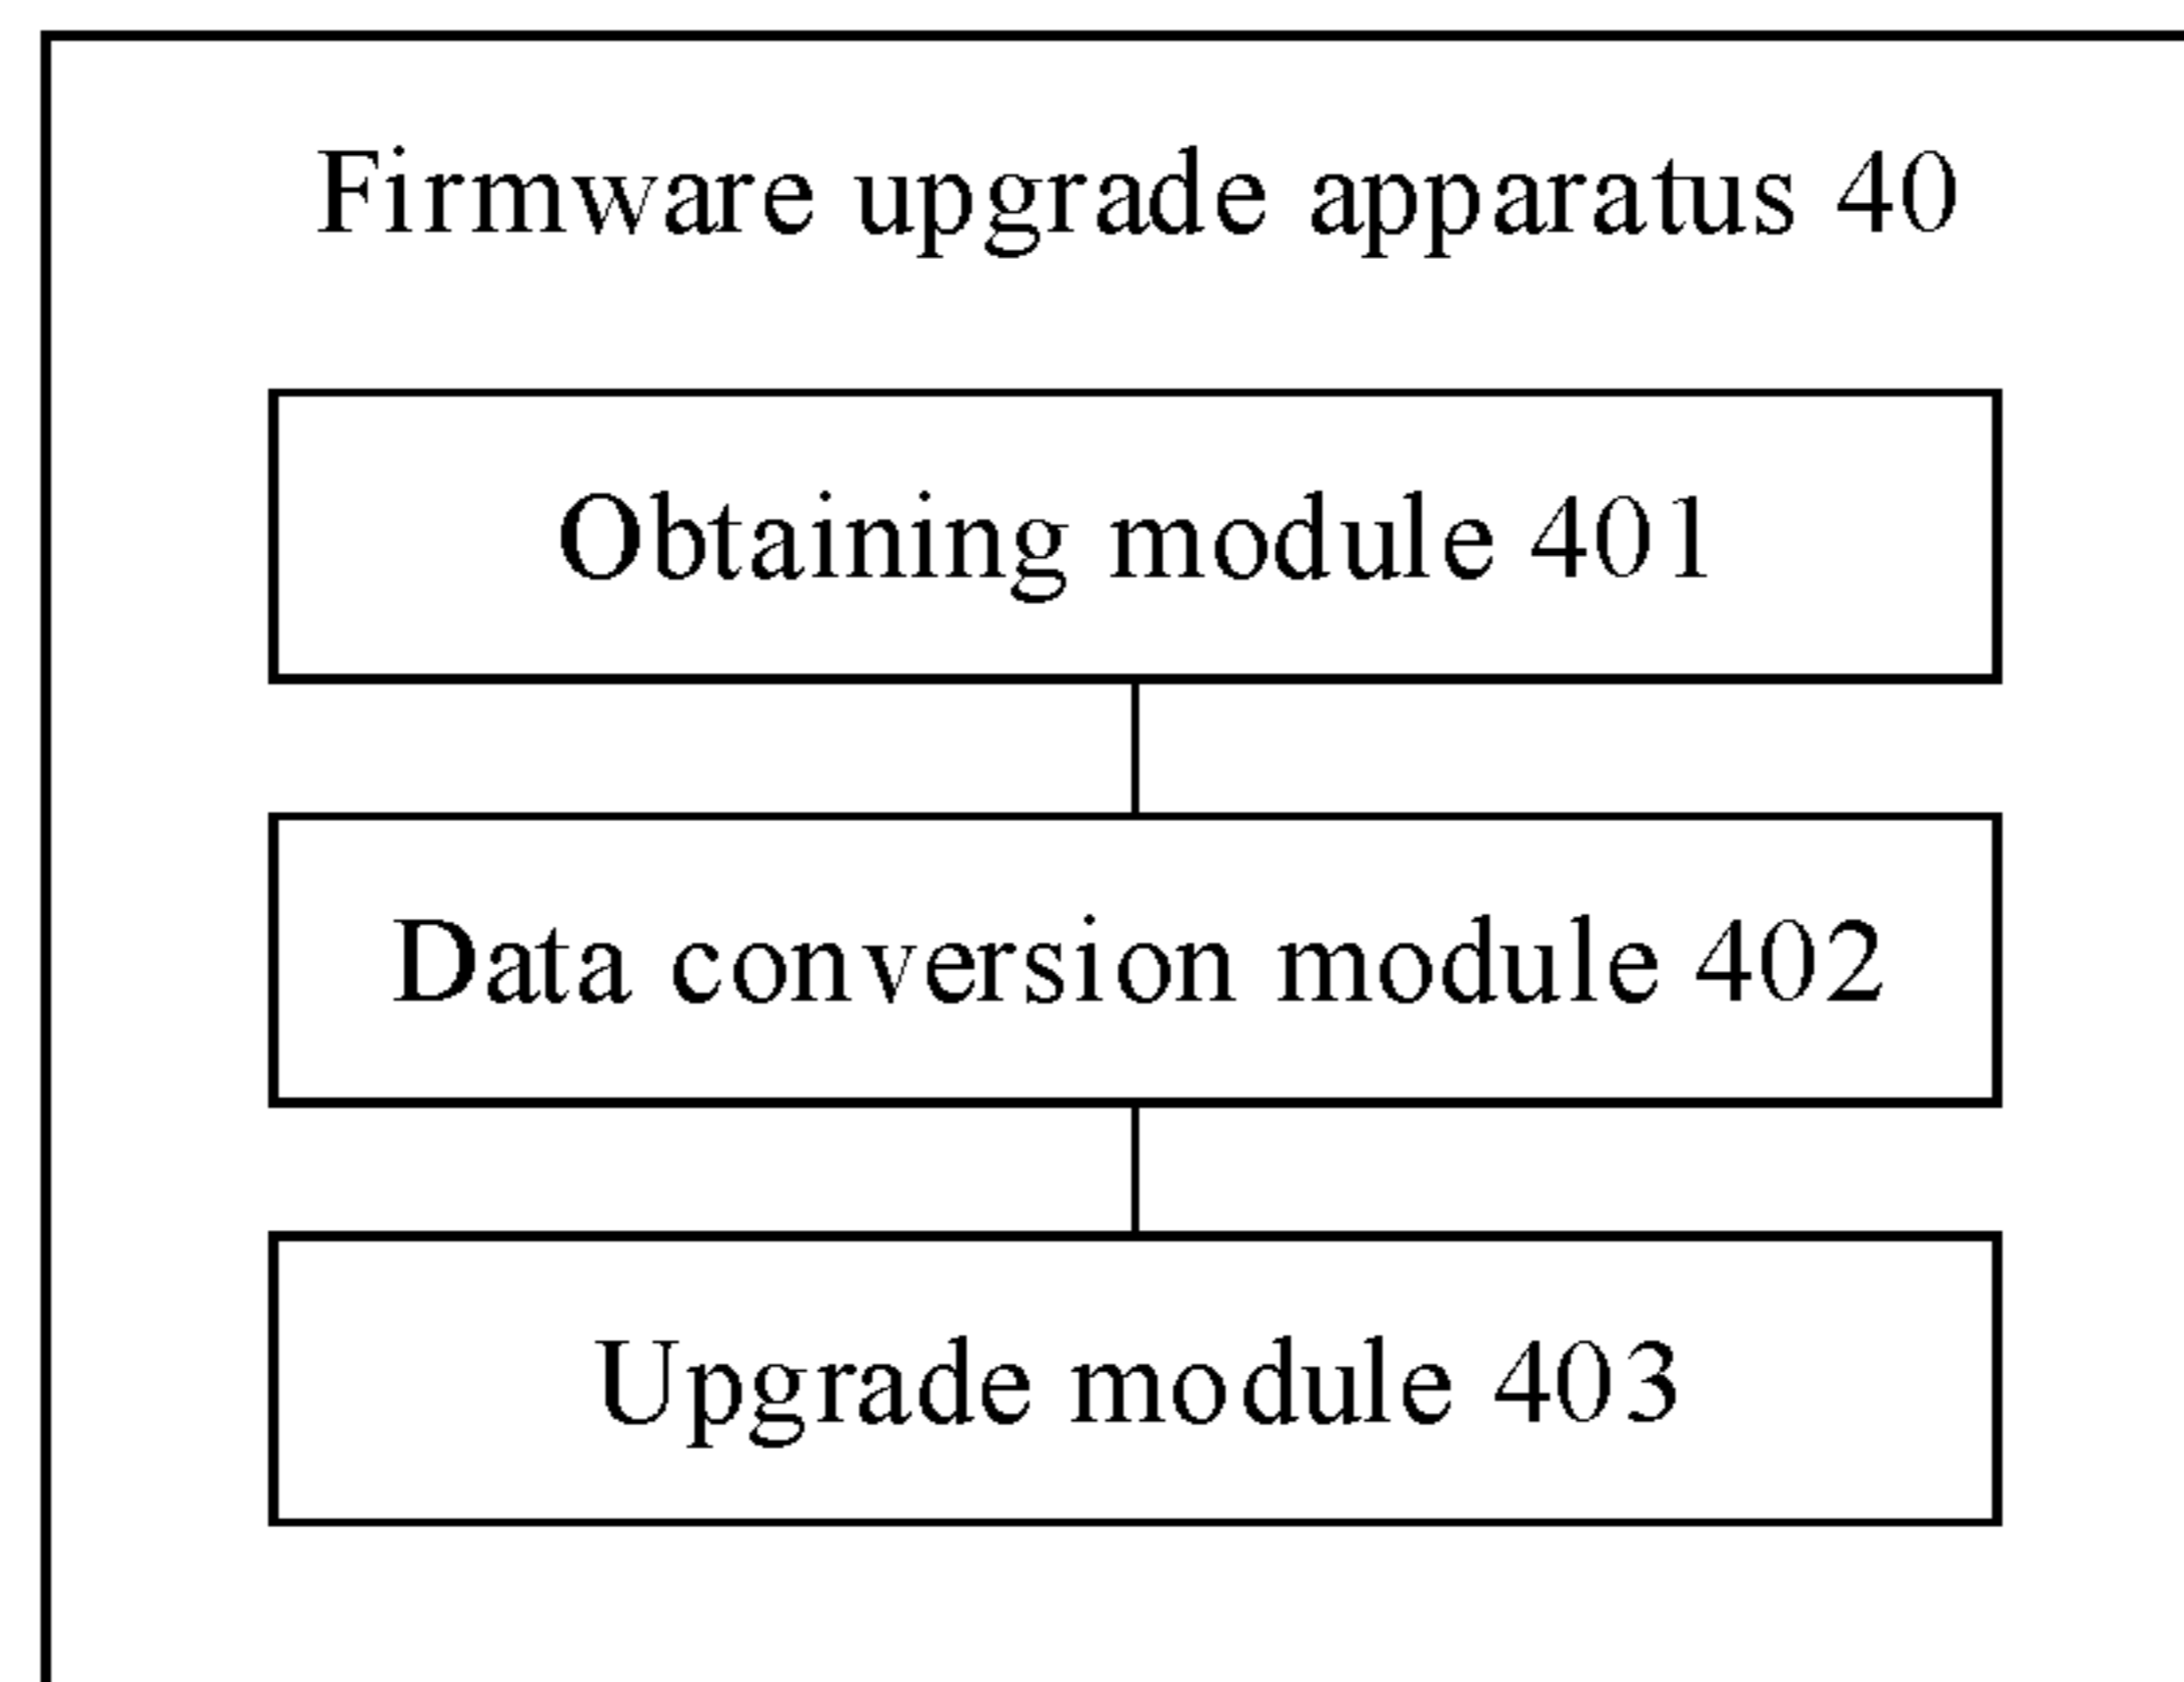 Firmware upgrade apparatus 40
Obtaining module 401
Data conversion module 402
Upgrade module 403